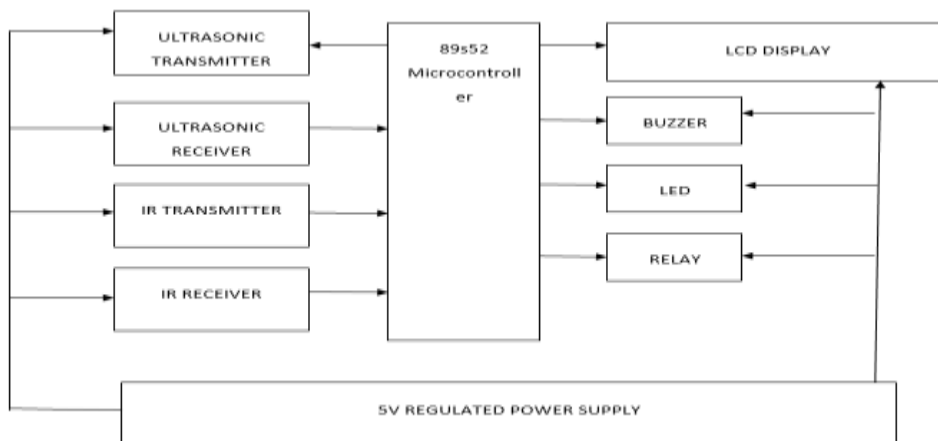 ULTRASONIC
TRANSMITTER
89s52
Microcontroll
er
LCD DISPLAY
ULTRASONIC
RECEIVER
BUZZER
IR TRANSMITTER
LED
IR RECEIVER
RELAY
5V REGULATED POWER SUPPLY